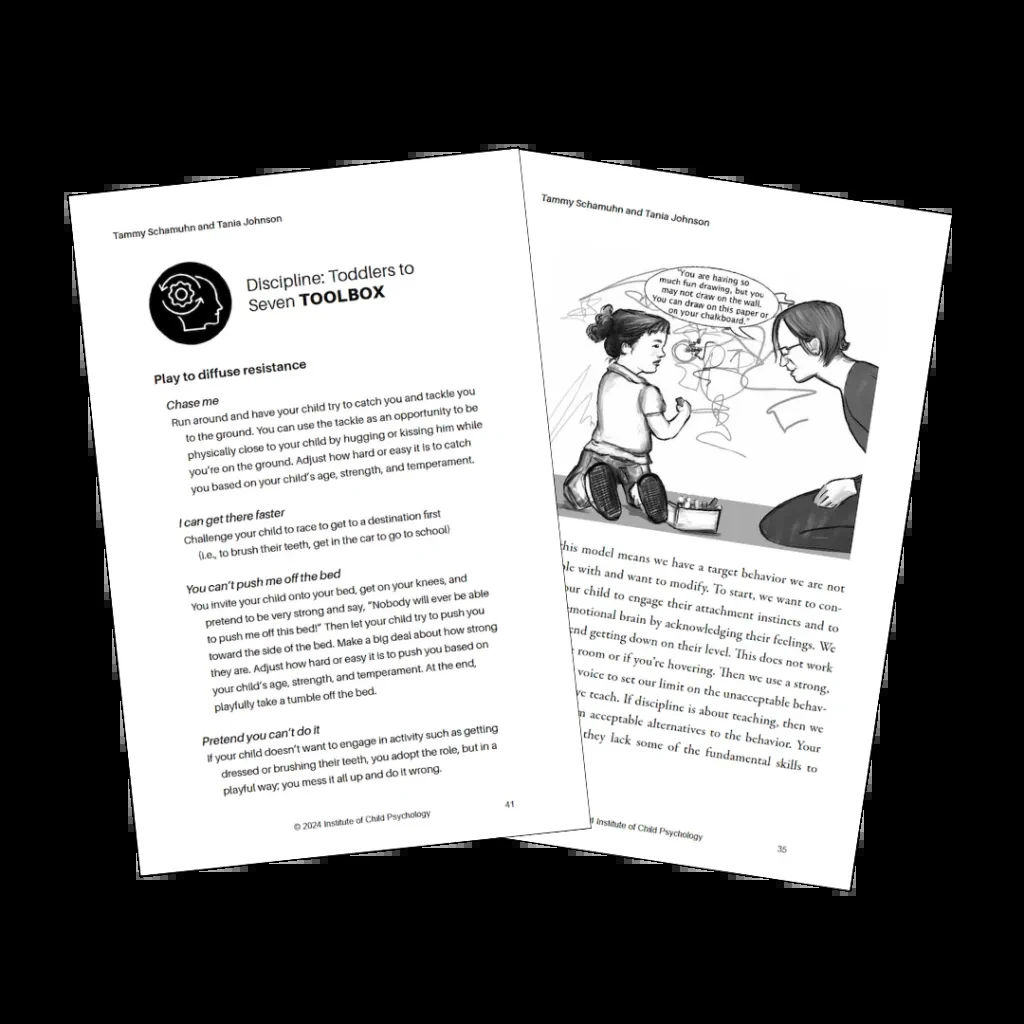 Tammy Schamuhn and Tania Johnson
Discipline: Toddlers to
Seven TOOLBOX
Play to diffuse resistance
Chase me
Run around and have your child try to catch you and tackle you
to the ground. You can use the tackle as an opportunity to be
physically close to your child by hugging or kissing him while
you're on the ground. Adjust how hard or easy it is to catch
you based on your child's age, strength, and temperament.
I can get there faster
Challenge your child to race to get to a destination first
(i.e., to brush their teeth, get in the car to go to school)
You can't push me off the bed
You invite your child onto your bed, get on your knees, and
pretend to be very strong and say, "Nobody will ever be able
to push me off this bed!" Then let your child try to push you
toward the side of the bed. Make a big deal about how strong
they are. Adjust how hard or easy it is to push you based on
your child's age, strength, and temperament. At the end,
playfully take a tumble off the bed.
Pretend you can't do it
If your child doesn't want to engage in activity such as getting
dressed or brushing their teeth, you adopt the role, but in a
playful way; you mess it all up and do it wrong.
41
© 2024 Institute of Child Psychology
Tammy Schamuhn and Tania Johnson
"You are having so
much fun drawing, but you
may not draw on the wall.
You can draw on this paper or
on your chalkboard."
this model means we have a target behavior we are not
with and want to modify. To start, we want to con-
child to engage their attachment instincts and to
brain by acknowledging their feelings. We
getting down on their level. This does not work
room or if you're hovering. Then we use a strong,
voice to set our limit on the unacceptable behav-
teach. If discipline is about teaching, then we
acceptable alternatives to the behavior. Your
they lack some of the fundamental skills to
Institute of Child Psychology
35